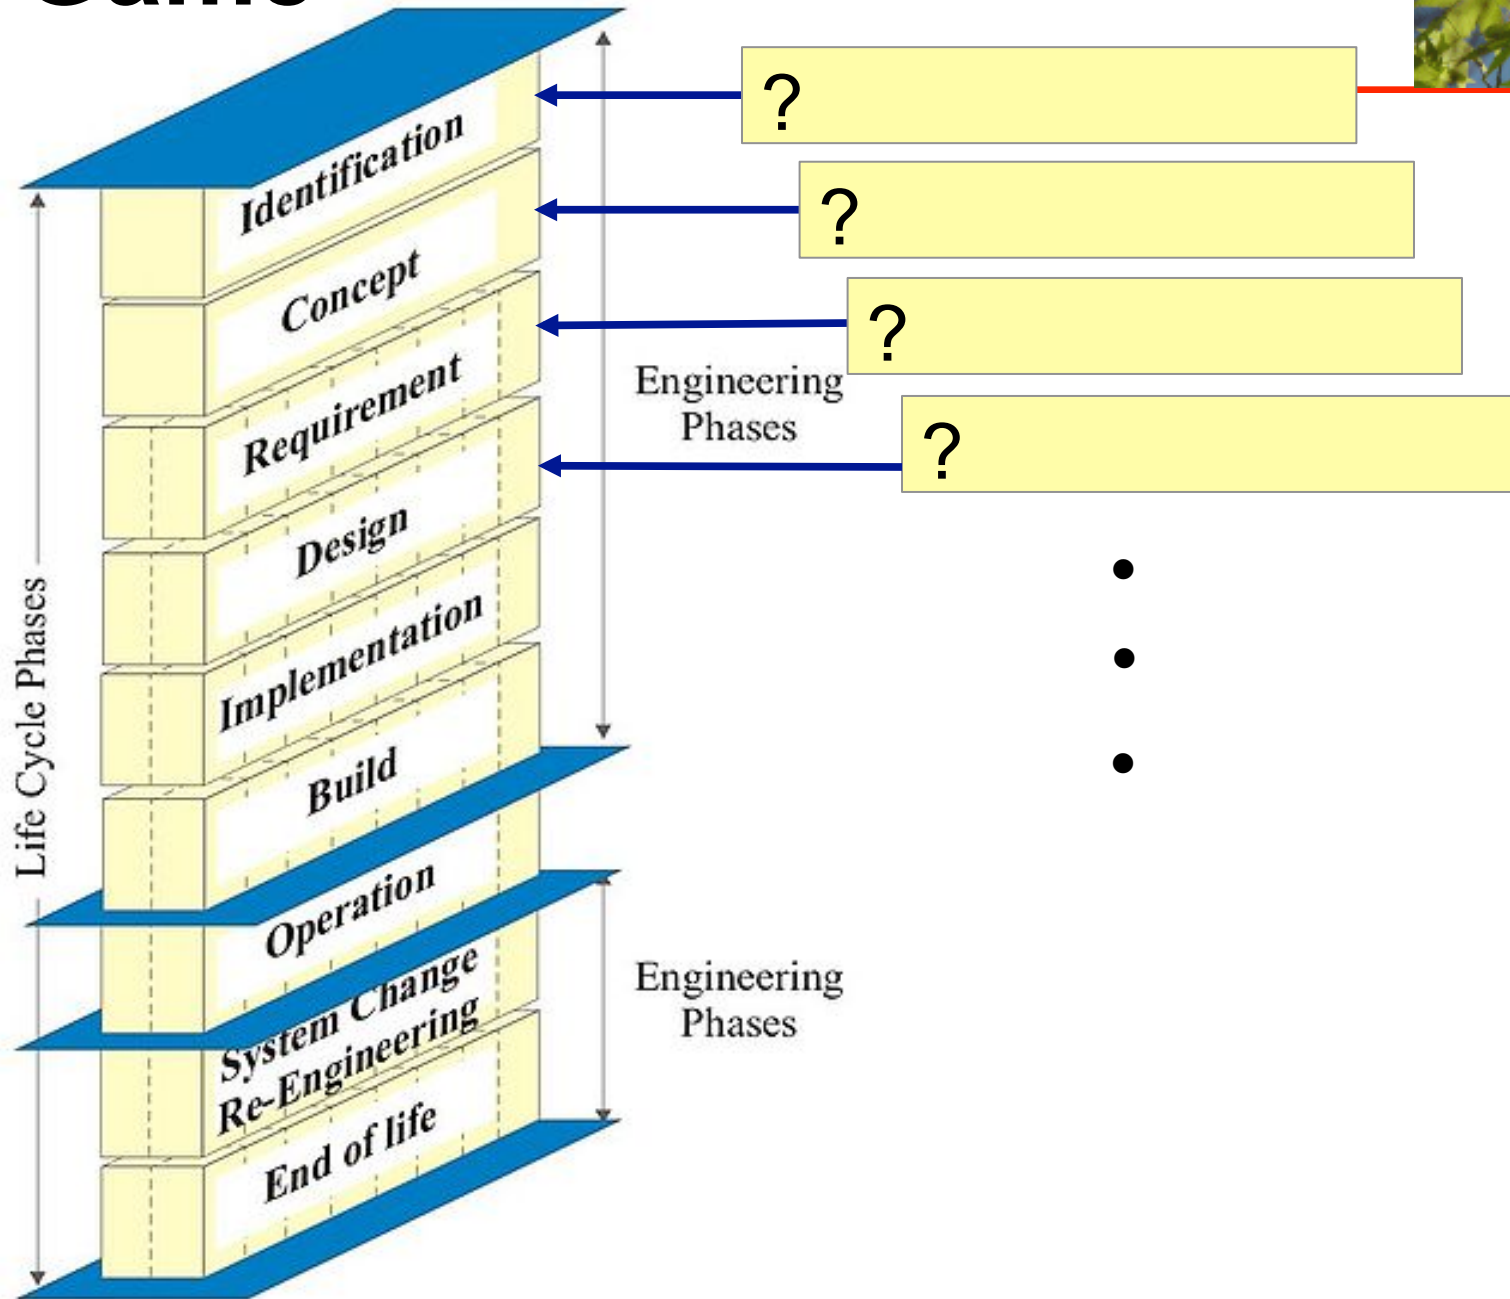 Identification
?
Concept
?
Requirement
?
Engineering
Phases
Design
?
Implementation
Build
Life Cycle Phases
Operation
System Change
Re-Engineering
Engineering
Phases
End of life